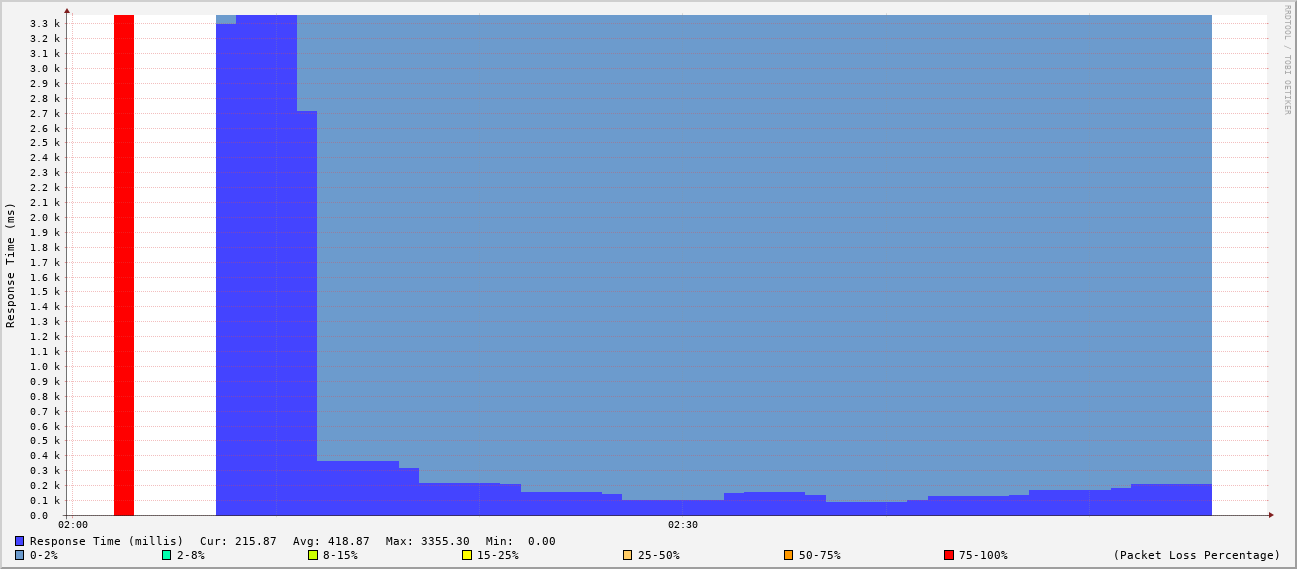 RRDTOOL / TOBI OETIKER
Response Time (ms)
3.3 k
3.2 k
3.1 k
3.0 k
2.9 k
2.8 k
2.7 k
2.6 k
2.5 k
2.4 k
2.3 k
2.2 k
2.1 k
2.0 k
1.9 k
1.8 k
1.7 k
1.6 k
1.5 k
1.4 k
1.3 k
1.2 k
1.1 k
1.0 k
0.9 k
0.8 k
0.7 k
0.6 k
0.5 k
0.4 k
0.3 k
0.2 k
0.1 k
0.0
02:00 02:30
Response Time (millis) Cur: 215.87 Avg: 418.87 Max: 3355.30 Min: 0.00
0-2% 2-8% 8-15% 15-25% 25-50% 50-75% 75-100% (Packet Loss Percentage)